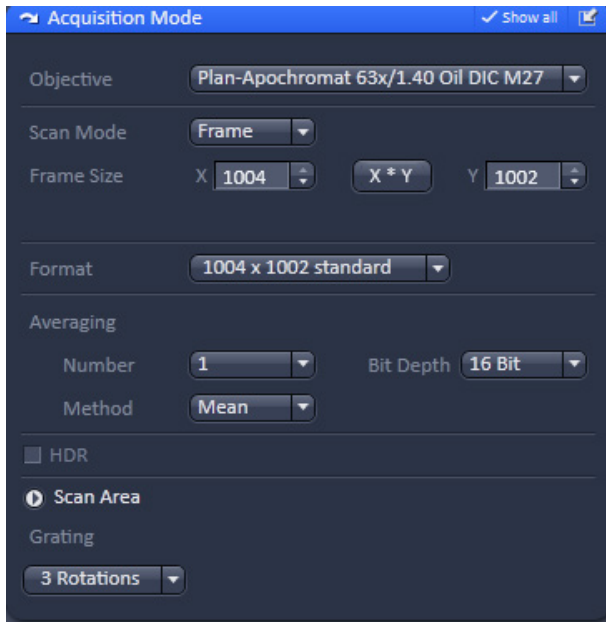 Acquisition Mode Show all
Objective Plan-Apochromat 63x/1.40 Oil DIC M27
Scan Mode Frame
Frame Size X 1004 X * Y Y 1002
Format 1004 x 1002 standard
Averaging
Number 1 Bit Depth 16 Bit
Method Mean
HDR
Scan Area
Grating
3 Rotations